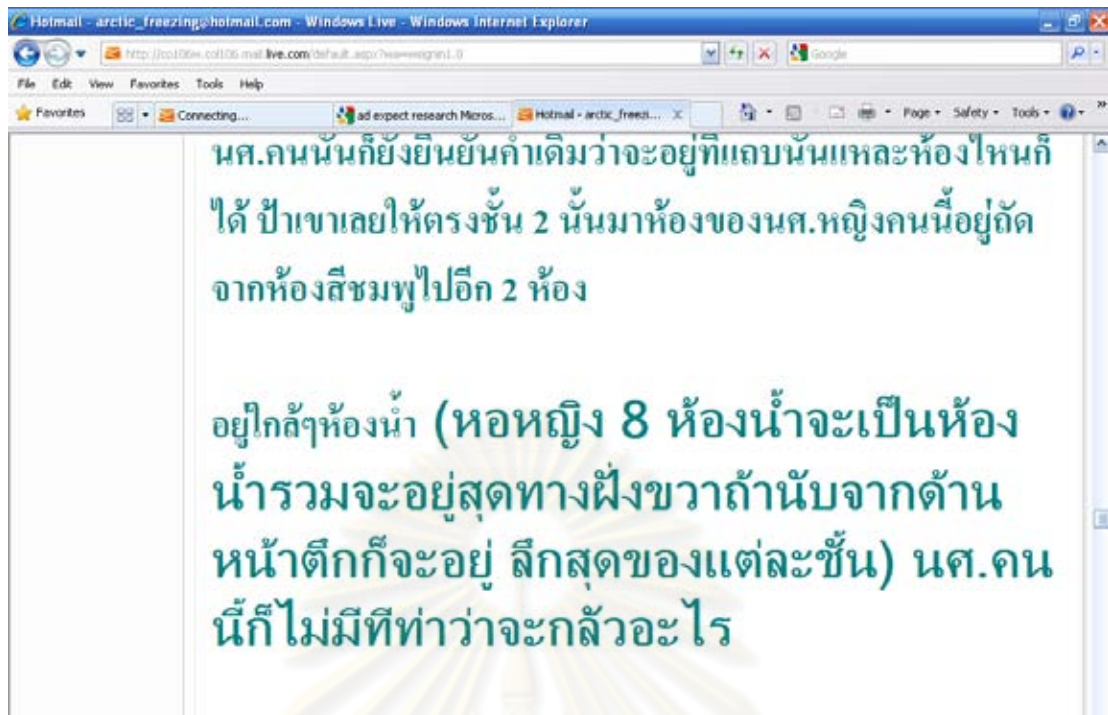 Hotmail - arctic_freezing@hotmail.com - Windows Live - Windows Internet Explorer
live.com
Google
File Edit View Favorites Tools Help
Favorites Connecting... ad expect research Micros... Hotmail - arctic_freezi... Page Safety Tools
นศ.คนนั้นก็ยังยืนยันคำเดิมว่าจะอยู่ที่แถบนั้นแหละห้องไหนก็
ได้ ป้าเขาเลยให้ตรงชั้น 2 นั้นมาห้องของนศ.หญิงคนนี้อยู่ถัด
จากห้องสีชมพูไปอีก 2 ห้อง
อยู่ใกล้ๆห้องน้ำ (หอหญิง 8 ห้องน้ำจะเป็นห้อง
น้ำรวมจะอยู่สุดทางฝั่งขวาถ้านับจากด้าน
หน้าตึกก็จะอยู่ ลึกสุดของแต่ละชั้น) นศ.คน
นี้ก็ไม่มีทีท่าว่าจะกลัวอะไร